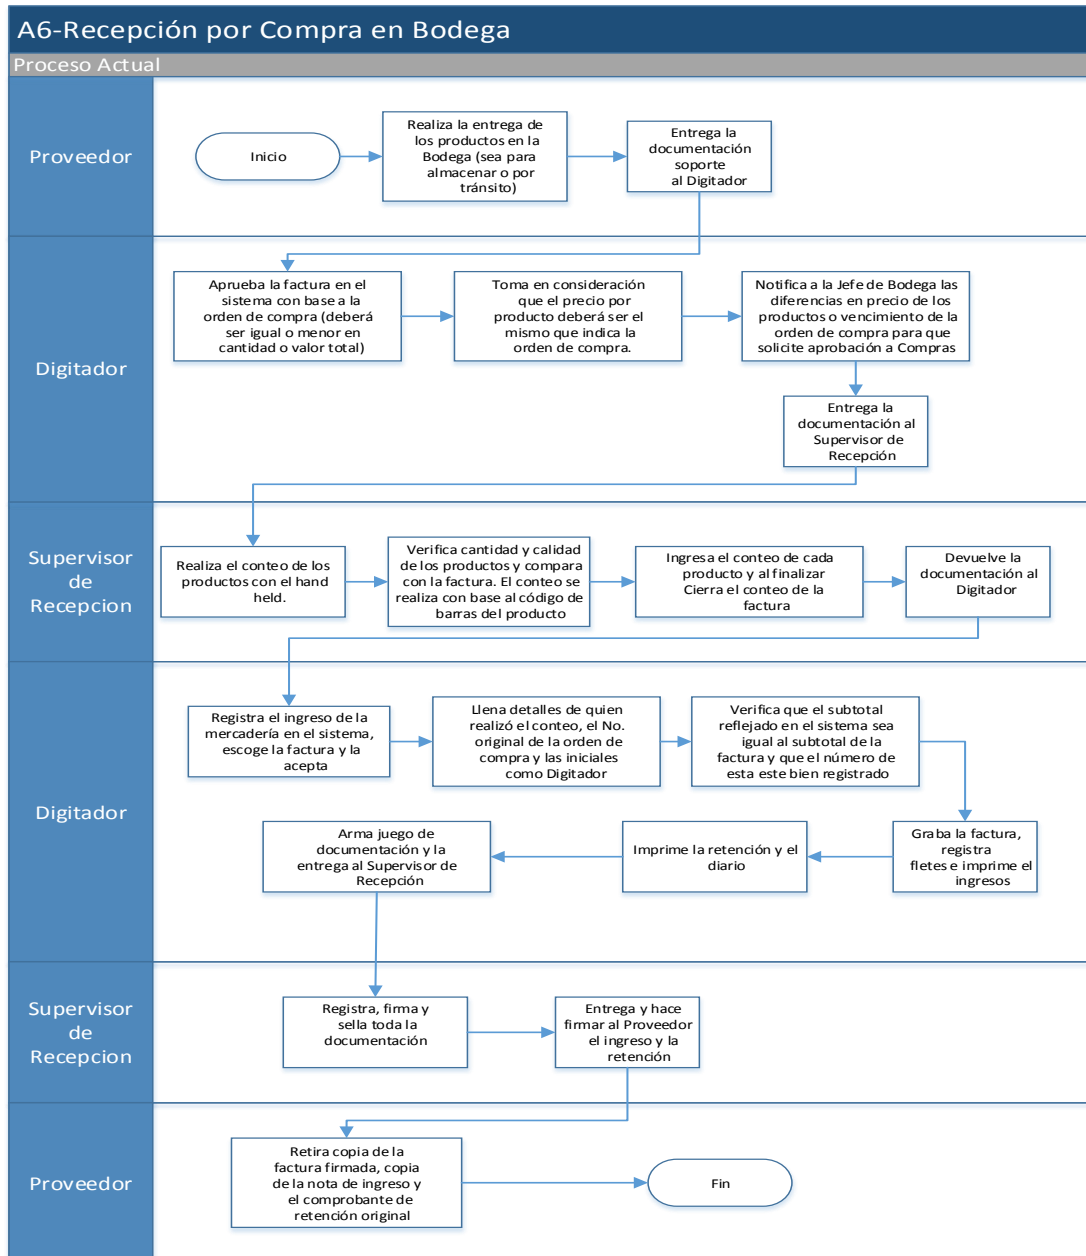 A6-Recepción por Compra en Bodega
Proceso Actual
Proveedor
Inicio
Realiza la entrega de
los productos en la
Bodega (sea para
almacenar o por
tránsito)
Entrega la
documentación
soporte
al Digitador
Digitador
Aprueba la factura en el
sistema con base a la
orden de compra (deberá
ser igual o menor en
cantidad o valor total)
Toma en consideración
que el precio por
producto deberá ser el
mismo que indica la
orden de compra.
Notifica a la Jefe de Bodega las
diferencias en precio de los
productos o vencimiento de la
orden de compra para que
solicite aprobación a Compras
Entrega la
documentación al
Supervisor de
Recepción
Supervisor
de
Recepcion
Realiza el conteo de los
productos con el hand
held.
Verifica cantidad y calidad
de los productos y compara
con la factura. El conteo se
realiza con base al código de
barras del producto
Ingresa el conteo de cada
producto y al finalizar
Cierra el conteo de la
factura
Devuelve la
documentación al
Digitador
Digitador
Registra el ingreso de la
mercadería en el sistema,
escoge la factura y la
acepta
Llena detalles de quien
realizó el conteo, el No.
original de la orden de
compra y las iniciales
como Digitador
Verifica que el subtotal
reflejado en el sistema sea
igual al subtotal de la
factura y que el número de
esta este bien registrado
Arma juego de
documentación y la
entrega al Supervisor de
Recepción
Imprime la retención y el
diario
Graba la factura,
registra
fletes e imprime el
ingresos
Supervisor
de
Recepcion
Registra, firma y
sella toda la
documentación
Entrega y hace
firmar al Proveedor
el ingreso y la
retención
Proveedor
Retira copia de la
factura firmada, copia
de la nota de ingreso y
el comprobante de
retención original
Fin